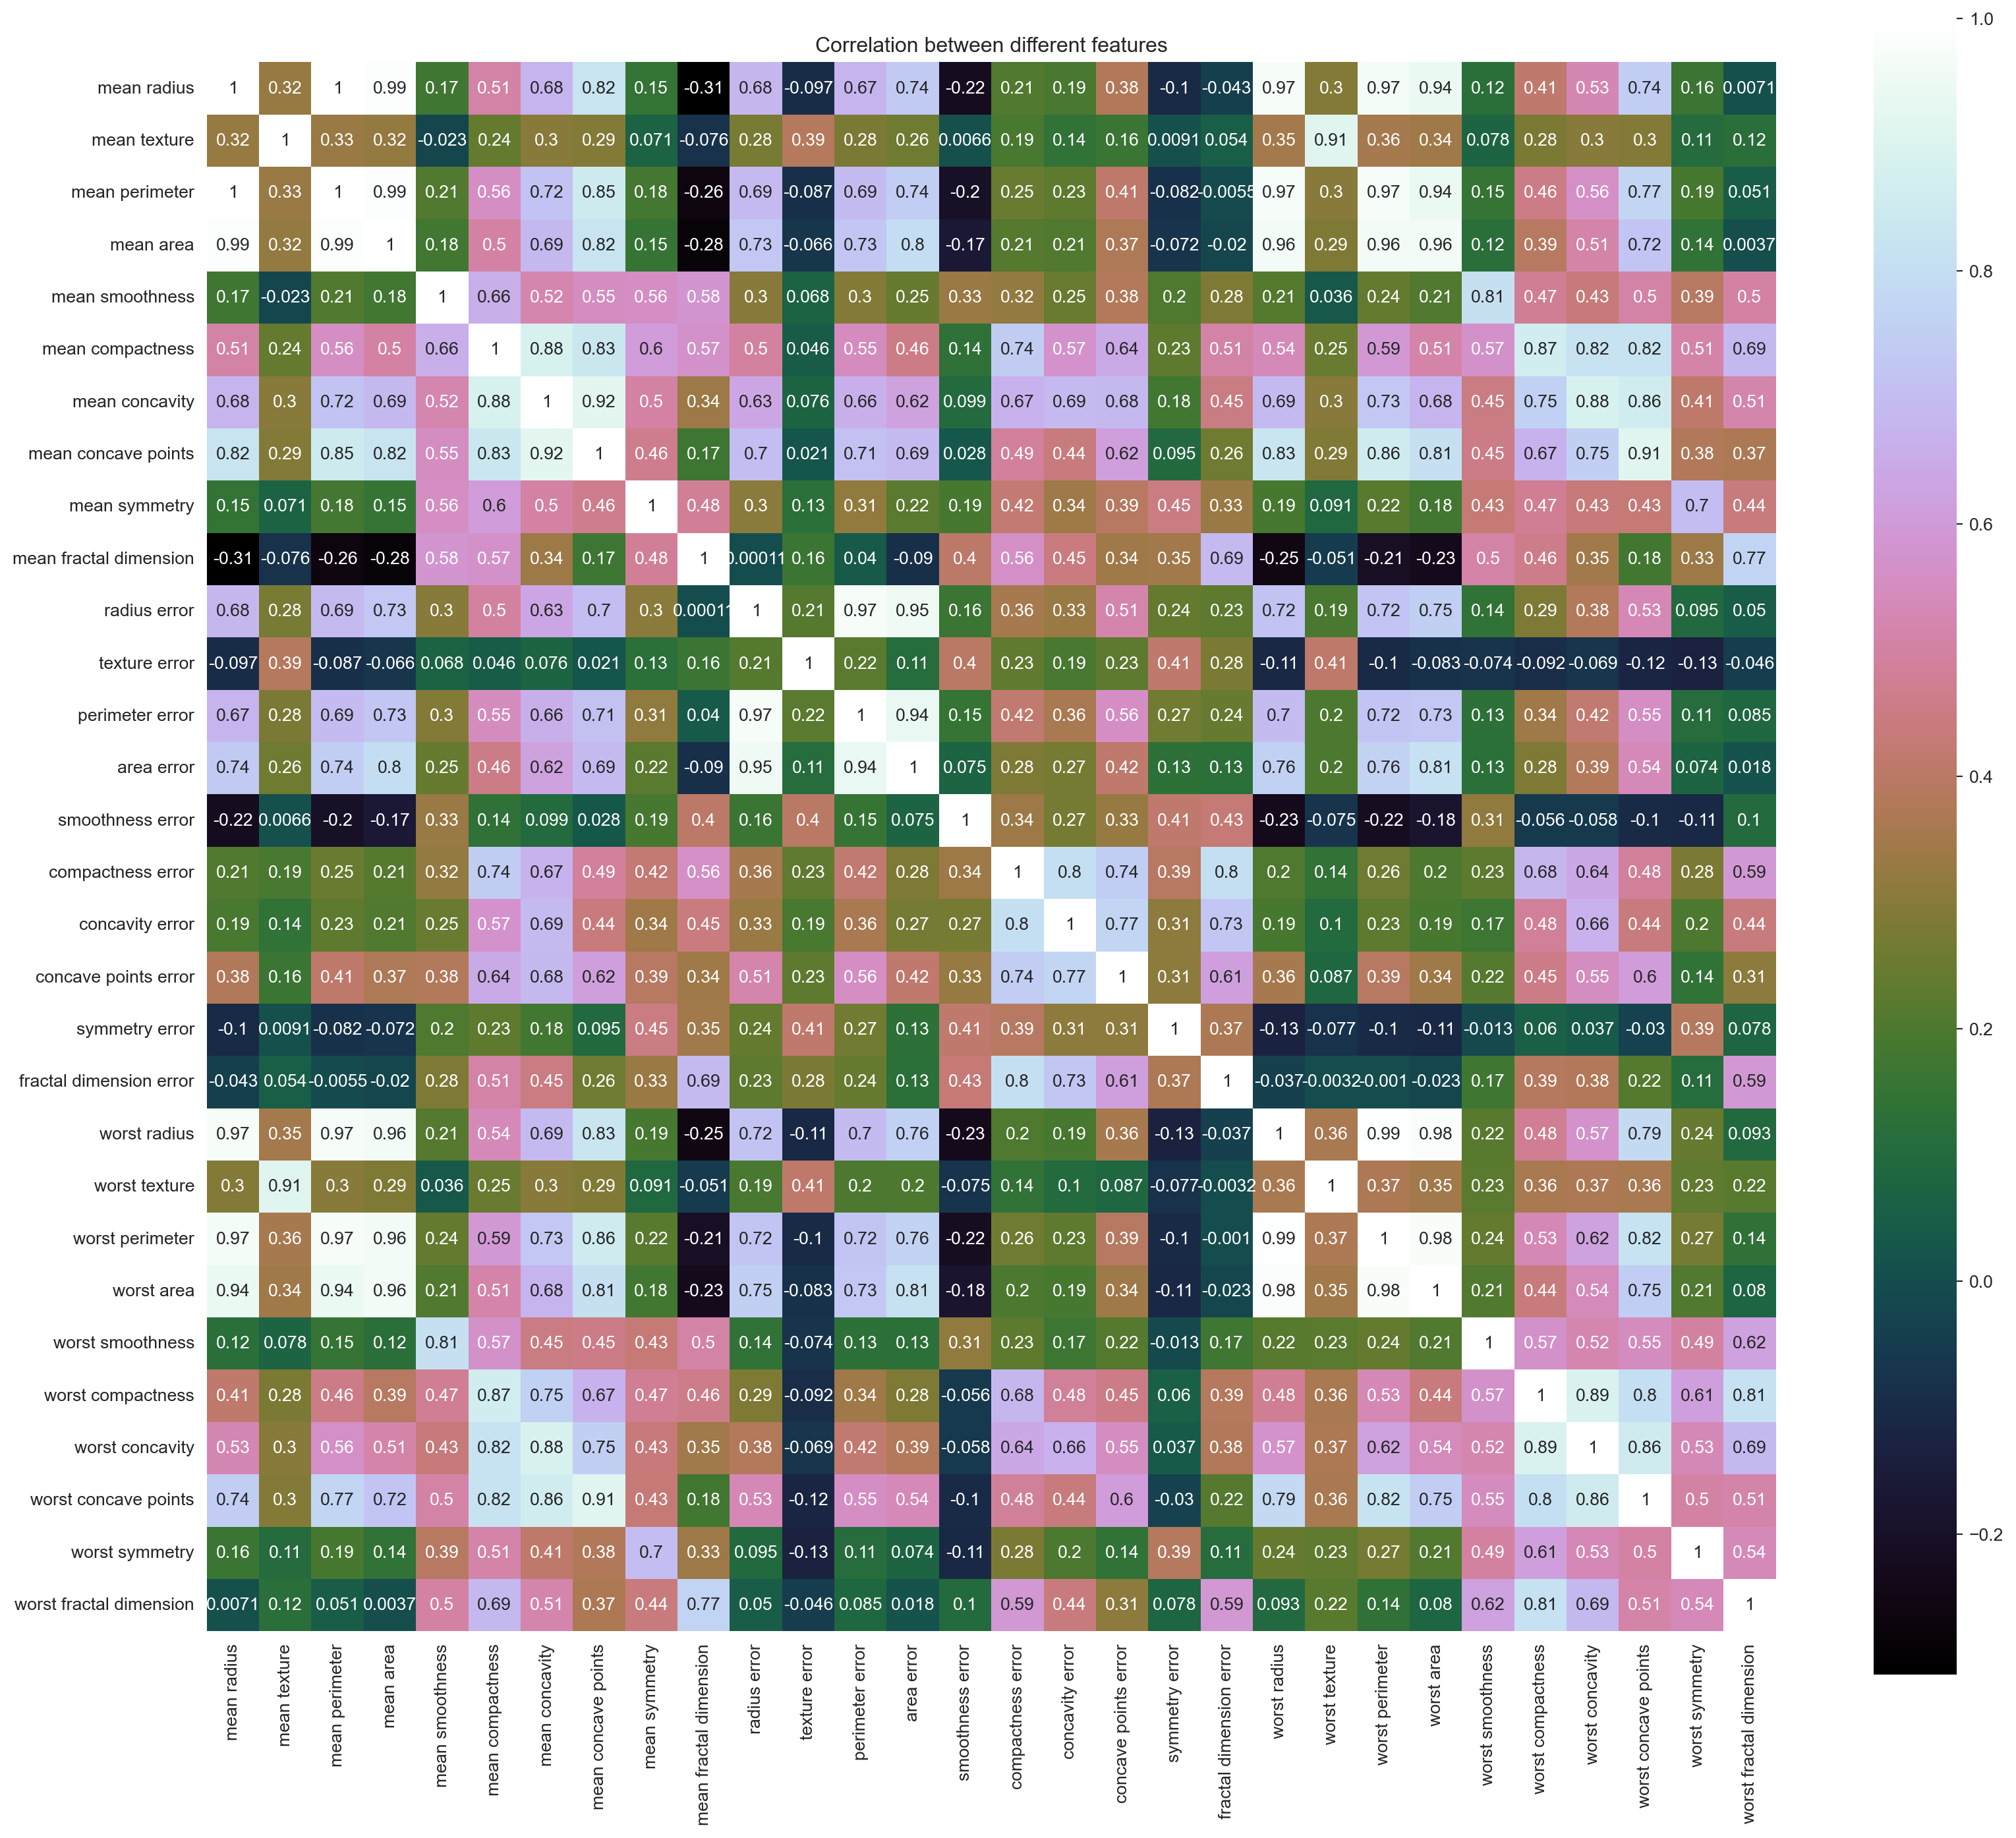 Correlation between different features
mean radius 1 0.32 1 0.99 0.17 0.51 0.68 0.82 0.15 -0.31 0.68 -0.097 0.67 0.74 -0.22 0.21 0.19 0.38 -0.1 -0.043 0.97 0.3 0.97 0.94 0.12 0.41 0.53 0.74 0.16 0.0071
mean texture 0.32 1 0.33 0.32 -0.023 0.24 0.3 0.29 0.071 -0.076 0.28 0.39 0.28 0.26 0.0066 0.19 0.14 0.16 0.0091 0.054 0.35 0.91 0.36 0.34 0.078 0.28 0.3 0.3 0.11 0.12
mean perimeter 1 0.33 1 0.99 0.21 0.56 0.72 0.85 0.18 -0.26 0.69 -0.087 0.69 0.74 -0.2 0.25 0.23 0.41 -0.082 -0.0055 0.97 0.3 0.97 0.94 0.15 0.46 0.56 0.77 0.19 0.051
mean area 0.99 0.32 0.99 1 0.18 0.5 0.69 0.82 0.15 -0.28 0.73 -0.066 0.73 0.8 -0.17 0.21 0.21 0.37 -0.072 -0.02 0.96 0.29 0.96 0.96 0.12 0.39 0.51 0.72 0.14 0.0037
mean smoothness 0.17 -0.023 0.21 0.18 1 0.66 0.52 0.55 0.56 0.58 0.3 0.068 0.3 0.25 0.33 0.32 0.25 0.38 0.2 0.28 0.21 0.036 0.24 0.21 0.81 0.47 0.43 0.5 0.39 0.5
mean compactness 0.51 0.24 0.56 0.5 0.66 1 0.88 0.83 0.6 0.57 0.5 0.046 0.55 0.46 0.14 0.74 0.57 0.64 0.23 0.51 0.54 0.25 0.59 0.51 0.57 0.87 0.82 0.82 0.51 0.69
mean concavity 0.68 0.3 0.72 0.69 0.52 0.88 1 0.92 0.5 0.34 0.63 0.076 0.66 0.62 0.099 0.67 0.69 0.68 0.18 0.45 0.69 0.3 0.73 0.68 0.45 0.75 0.88 0.86 0.41 0.51
mean concave points 0.82 0.29 0.85 0.82 0.55 0.83 0.92 1 0.46 0.17 0.7 0.021 0.71 0.69 0.028 0.49 0.44 0.62 0.095 0.26 0.83 0.29 0.86 0.81 0.45 0.67 0.75 0.91 0.38 0.37
mean symmetry 0.15 0.071 0.18 0.15 0.56 0.6 0.5 0.46 1 0.48 0.3 0.13 0.31 0.22 0.19 0.42 0.34 0.39 0.45 0.33 0.19 0.091 0.22 0.18 0.43 0.47 0.43 0.43 0.7 0.44
mean fractal dimension -0.31 -0.076 -0.26 -0.28 0.58 0.57 0.34 0.17 0.48 1 0.00011 0.16 0.04 -0.09 0.4 0.56 0.45 0.34 0.35 0.69 -0.25 -0.051 -0.21 -0.23 0.5 0.46 0.35 0.18 0.33 0.77
radius error 0.68 0.28 0.69 0.73 0.3 0.5 0.63 0.7 0.3 0.00011 1 0.21 0.97 0.95 0.16 0.36 0.33 0.51 0.24 0.23 0.72 0.19 0.72 0.75 0.14 0.29 0.38 0.53 0.095 0.05
texture error -0.097 0.39 -0.087 -0.066 0.068 0.046 0.076 0.021 0.13 0.16 0.21 1 0.22 0.11 0.4 0.23 0.19 0.23 0.41 0.28 -0.11 0.41 -0.1 -0.083 -0.074 -0.092 -0.069 -0.12 -0.13 -0.046
perimeter error 0.67 0.28 0.69 0.73 0.3 0.55 0.66 0.71 0.31 0.04 0.97 0.22 1 0.94 0.15 0.42 0.36 0.56 0.27 0.24 0.7 0.2 0.72 0.73 0.13 0.34 0.42 0.55 0.11 0.085
area error 0.74 0.26 0.74 0.8 0.25 0.46 0.62 0.69 0.22 -0.09 0.95 0.11 0.94 1 0.075 0.28 0.27 0.42 0.13 0.13 0.76 0.2 0.76 0.81 0.13 0.28 0.39 0.54 0.074 0.018
smoothness error -0.22 0.0066 -0.2 -0.17 0.33 0.14 0.099 0.028 0.19 0.4 0.16 0.4 0.15 0.075 1 0.34 0.27 0.33 0.41 0.43 -0.23 -0.075 -0.22 -0.18 0.31 -0.056 -0.058 -0.1 -0.11 0.1
compactness error 0.21 0.19 0.25 0.21 0.32 0.74 0.67 0.49 0.42 0.56 0.36 0.23 0.42 0.28 0.34 1 0.8 0.74 0.39 0.8 0.2 0.14 0.26 0.2 0.23 0.68 0.64 0.48 0.28 0.59
concavity error 0.19 0.14 0.23 0.21 0.25 0.57 0.69 0.44 0.34 0.45 0.33 0.19 0.36 0.27 0.27 0.8 1 0.77 0.31 0.73 0.19 0.1 0.23 0.19 0.17 0.48 0.66 0.44 0.2 0.44
concave points error 0.38 0.16 0.41 0.37 0.38 0.64 0.68 0.62 0.39 0.34 0.51 0.23 0.56 0.42 0.33 0.74 0.77 1 0.31 0.61 0.36 0.087 0.39 0.34 0.22 0.45 0.55 0.6 0.14 0.31
symmetry error -0.1 0.0091 -0.082 -0.072 0.2 0.23 0.18 0.095 0.45 0.35 0.24 0.41 0.27 0.13 0.41 0.39 0.31 0.31 1 0.37 -0.13 -0.077 -0.1 -0.11 -0.013 0.06 0.037 -0.03 0.39 0.078
fractal dimension error -0.043 0.054 -0.0055 -0.02 0.28 0.51 0.45 0.26 0.33 0.69 0.23 0.28 0.24 0.13 0.43 0.8 0.73 0.61 0.37 1 -0.037 -0.0032 -0.001 -0.023 0.17 0.39 0.38 0.22 0.11 0.59
worst radius 0.97 0.35 0.97 0.96 0.21 0.54 0.69 0.83 0.19 -0.25 0.72 -0.11 0.7 0.76 -0.23 0.2 0.19 0.36 -0.13 -0.037 1 0.36 0.99 0.98 0.22 0.48 0.57 0.79 0.24 0.093
worst texture 0.3 0.91 0.3 0.29 0.036 0.25 0.3 0.29 0.091 -0.051 0.19 0.41 0.2 0.2 -0.075 0.14 0.1 0.087 -0.077 -0.0032 0.36 1 0.37 0.35 0.23 0.36 0.37 0.36 0.23 0.22
worst perimeter 0.97 0.36 0.97 0.96 0.24 0.59 0.73 0.86 0.22 -0.21 0.72 -0.1 0.72 0.76 -0.22 0.26 0.23 0.39 -0.1 -0.001 0.99 0.37 1 0.98 0.24 0.53 0.62 0.82 0.27 0.14
worst area 0.94 0.34 0.94 0.96 0.21 0.51 0.68 0.81 0.18 -0.23 0.75 -0.083 0.73 0.81 -0.18 0.2 0.19 0.34 -0.11 -0.023 0.98 0.35 0.98 1 0.21 0.44 0.54 0.75 0.21 0.08
worst smoothness 0.12 0.078 0.15 0.12 0.81 0.57 0.45 0.45 0.43 0.5 0.14 -0.074 0.13 0.13 0.31 0.23 0.17 0.22 -0.013 0.17 0.22 0.23 0.24 0.21 1 0.57 0.52 0.55 0.49 0.62
worst compactness 0.41 0.28 0.46 0.39 0.47 0.87 0.75 0.67 0.47 0.46 0.29 -0.092 0.34 0.28 -0.056 0.68 0.48 0.45 0.06 0.39 0.48 0.36 0.53 0.44 0.57 1 0.89 0.8 0.61 0.81
worst concavity 0.53 0.3 0.56 0.51 0.43 0.82 0.88 0.75 0.43 0.35 0.38 -0.069 0.42 0.39 -0.058 0.64 0.66 0.55 0.037 0.38 0.57 0.37 0.62 0.54 0.52 0.89 1 0.86 0.53 0.69
worst concave points 0.74 0.3 0.77 0.72 0.5 0.82 0.86 0.91 0.43 0.18 0.53 -0.12 0.55 0.54 -0.1 0.48 0.44 0.6 -0.03 0.22 0.79 0.36 0.82 0.75 0.55 0.8 0.86 1 0.5 0.51
worst symmetry 0.16 0.11 0.19 0.14 0.39 0.51 0.41 0.38 0.7 0.33 0.095 -0.13 0.11 0.074 -0.11 0.28 0.2 0.14 0.39 0.11 0.24 0.23 0.27 0.21 0.49 0.61 0.53 0.5 1 0.54
worst fractal dimension 0.0071 0.12 0.051 0.0037 0.5 0.69 0.51 0.37 0.44 0.77 0.05 -0.046 0.085 0.018 0.1 0.59 0.44 0.31 0.078 0.59 0.093 0.22 0.14 0.08 0.62 0.81 0.69 0.51 0.54 1
mean radius
mean texture
mean perimeter
mean area
mean smoothness
mean compactness
mean concavity
mean concave points
mean symmetry
mean fractal dimension
radius error
texture error
perimeter error
area error
smoothness error
compactness error
concavity error
concave points error
symmetry error
fractal dimension error
worst radius
worst texture
worst perimeter
worst area
worst smoothness
worst compactness
worst concavity
worst concave points
worst symmetry
worst fractal dimension
1.0
0.8
0.6
0.4
0.2
0.0
-0.2